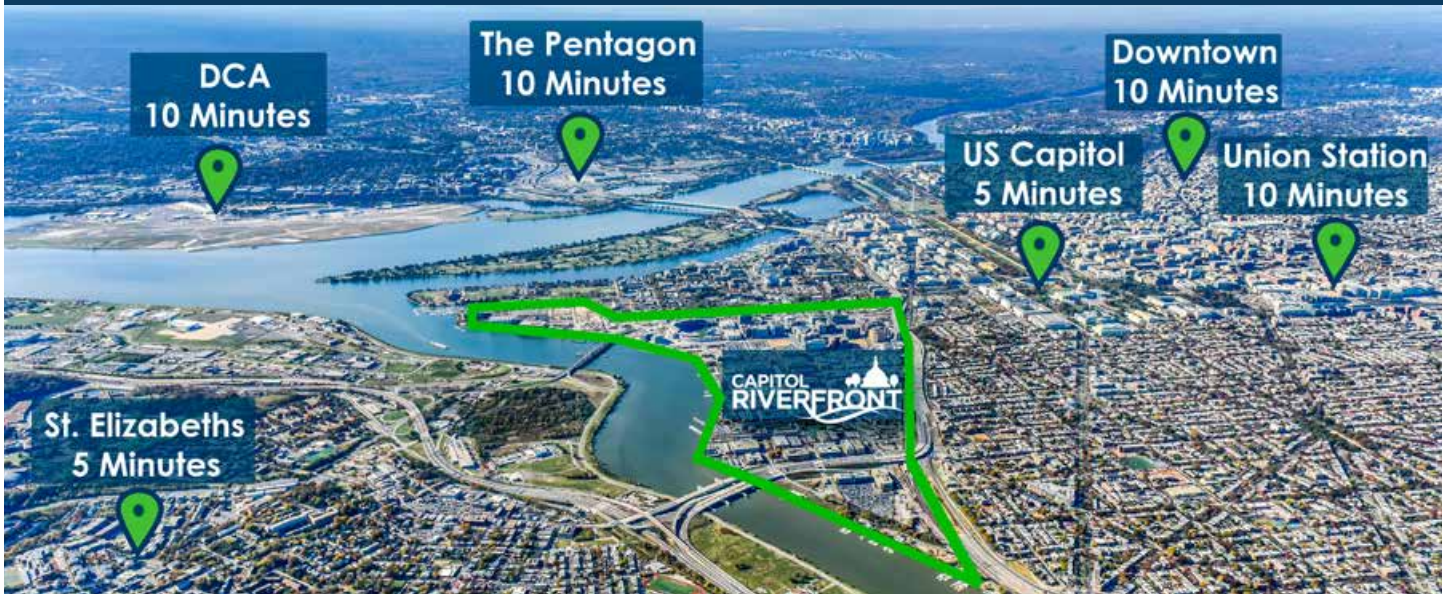 DCA
10 Minutes
The Pentagon
10 Minutes
Downtown
10 Minutes
US Capitol
5 Minutes
Union Station
10 Minutes
CAPITOL
RIVERFRONT
St. Elizabeths
5 Minutes